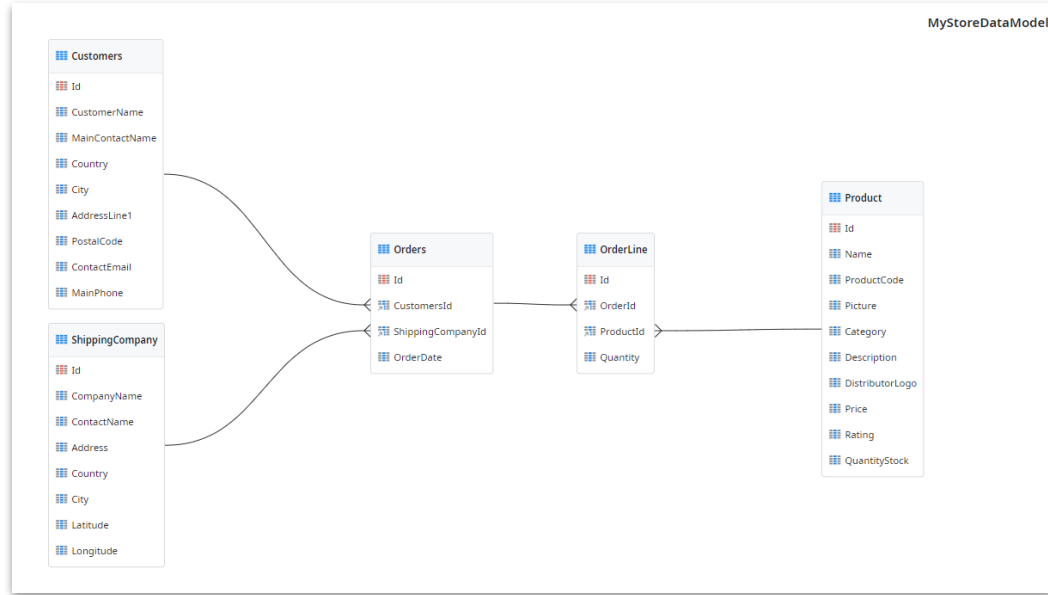 MyStoreDataModel
Customers
Id
CustomerName
MainContactName
Country
City
AddressLine1
PostalCode
ContactEmail
MainPhone
ShippingCompany
Id
CompanyName
ContactName
Address
Country
City
Latitude
Longitude
Orders
Id
CustomersId
ShippingCompanyId
OrderDate
OrderLine
Id
OrderId
ProductId
Quantity
Product
Id
Name
ProductCode
Picture
Category
Description
DistributorLogo
Price
Rating
QuantityStock